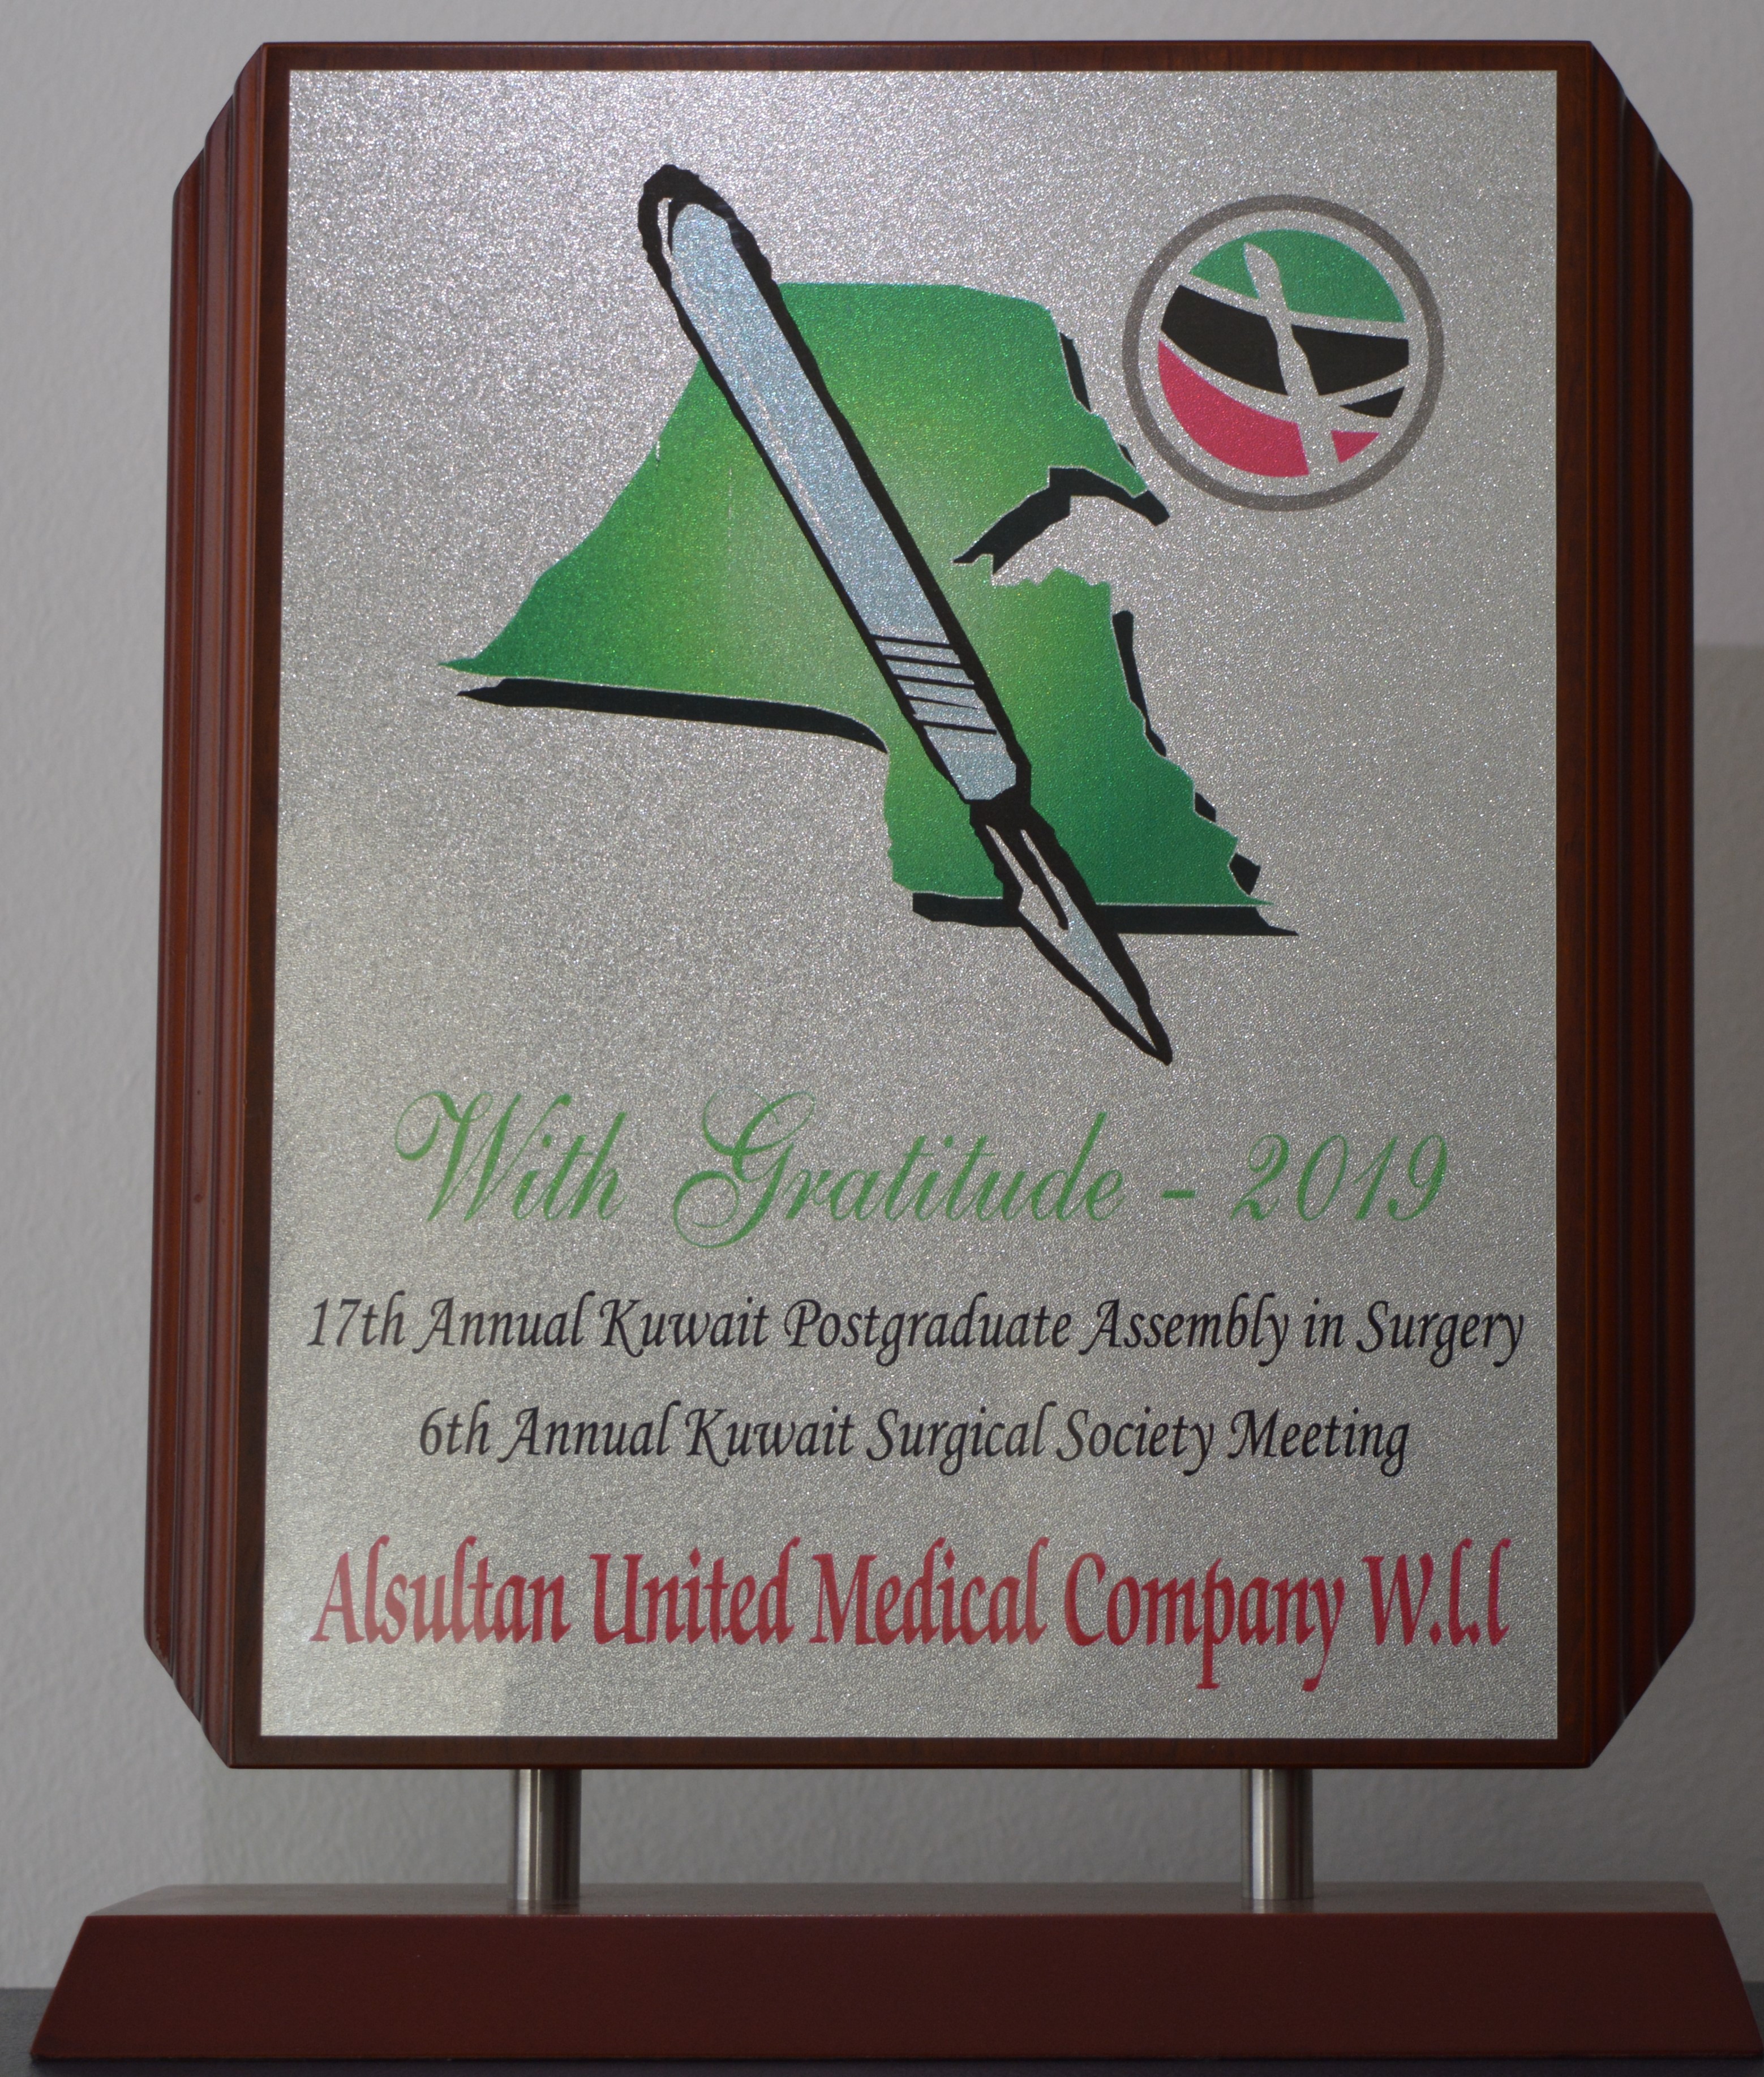 With Gratitude - 2019
17th Annual Kuwait Postgraduate Assembly in Surgery
6th Annual Kuwait Surgical Society Meeting
Alsultan United Medical Company W.l.l